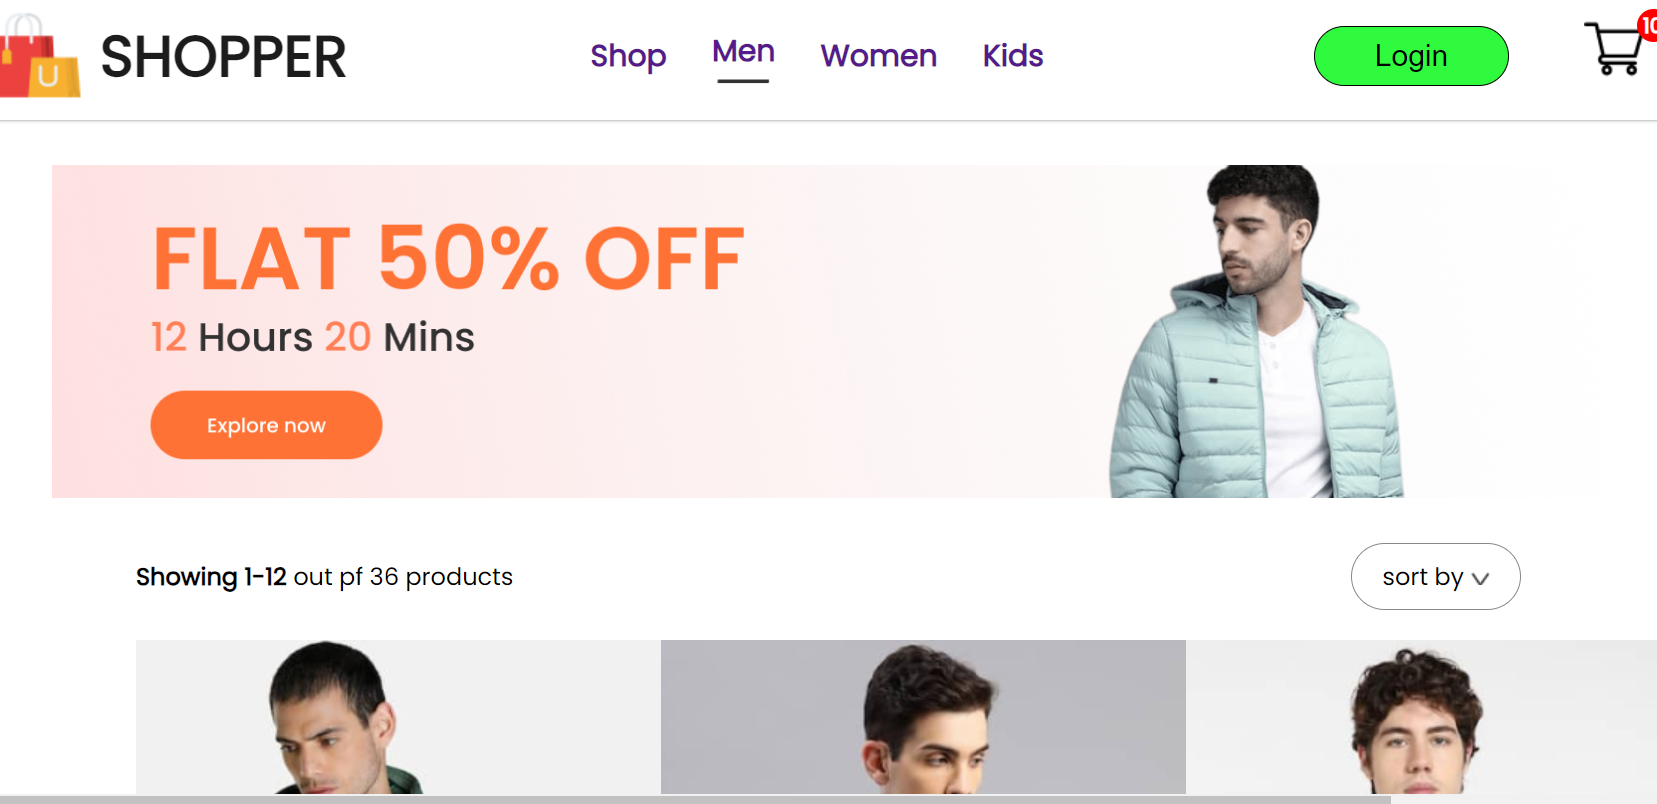 SHOPPER
Shop Men Women Kids
Login
10
FLAT 50% OFF
12 Hours 20 Mins
Explore now
Showing 1-12 out pf 36 products
sort by